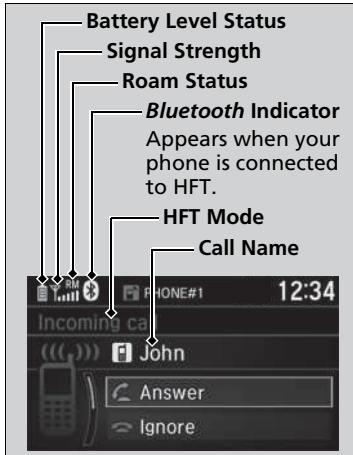 Battery Level Status
Signal Strength
Roam Status
Bluetooth Indicator
Appears when your
phone is connected
to HFT.
HFT Mode
Call Name
RM PHONE#1 12:34
Incoming call
John
Answer
Ignore